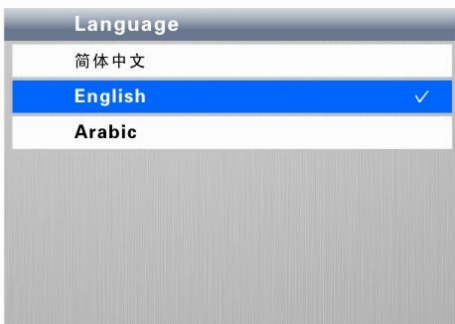 Language
简体中文
English
Arabic